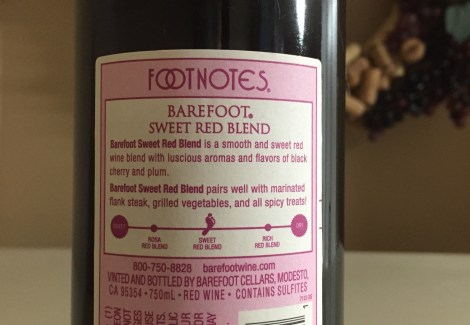 FOOTNOTES®
BAREFOOT®
SWEET RED BLEND
Barefoot Sweet Red Blend is a smooth and sweet red
wine blend with luscious aromas and flavors of black
cherry and plum.
Barefoot Sweet Red Blend pairs well with marinated
flank steak, grilled vegetables, and all spicy treats!
SWEET
DRY
ROSA
RED BLEND
SWEET
RED BLEND
RICH
RED BLEND
800-750-8828 barefootwine.com
VINTED AND BOTTLED BY BAREFOOT CELLARS, MODESTO,
CA 95354 • 750mL • RED WINE • CONTAINS SULFITES